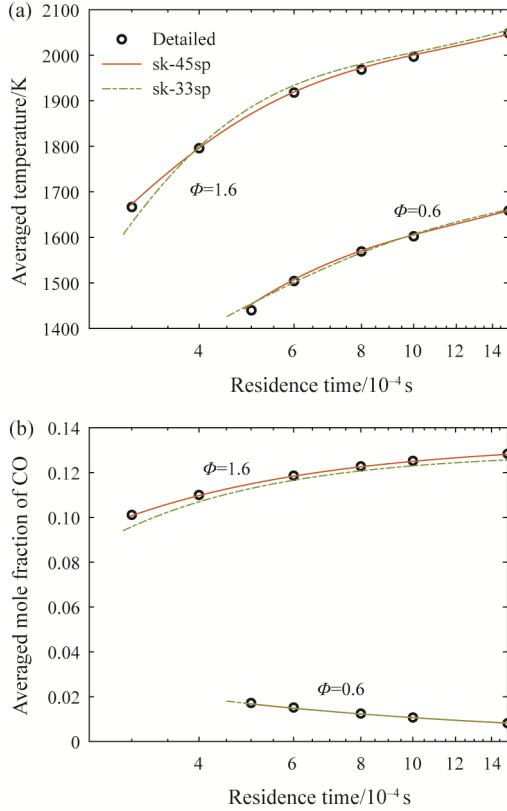 (a)
2100
2000
1900
1800
1700
1600
1500
1400
Averaged temperature/K
Detailed
sk-45sp
sk-33sp
Φ=1.6
Φ=0.6
4 6 8 10 12 14
Residence time/10⁻⁴ s
(b)
0.14
0.12
0.10
0.08
0.06
0.04
0.02
0
Averaged mole fraction of CO
Φ=1.6
Φ=0.6
4 6 8 10 12 14
Residence time/10⁻⁴ s